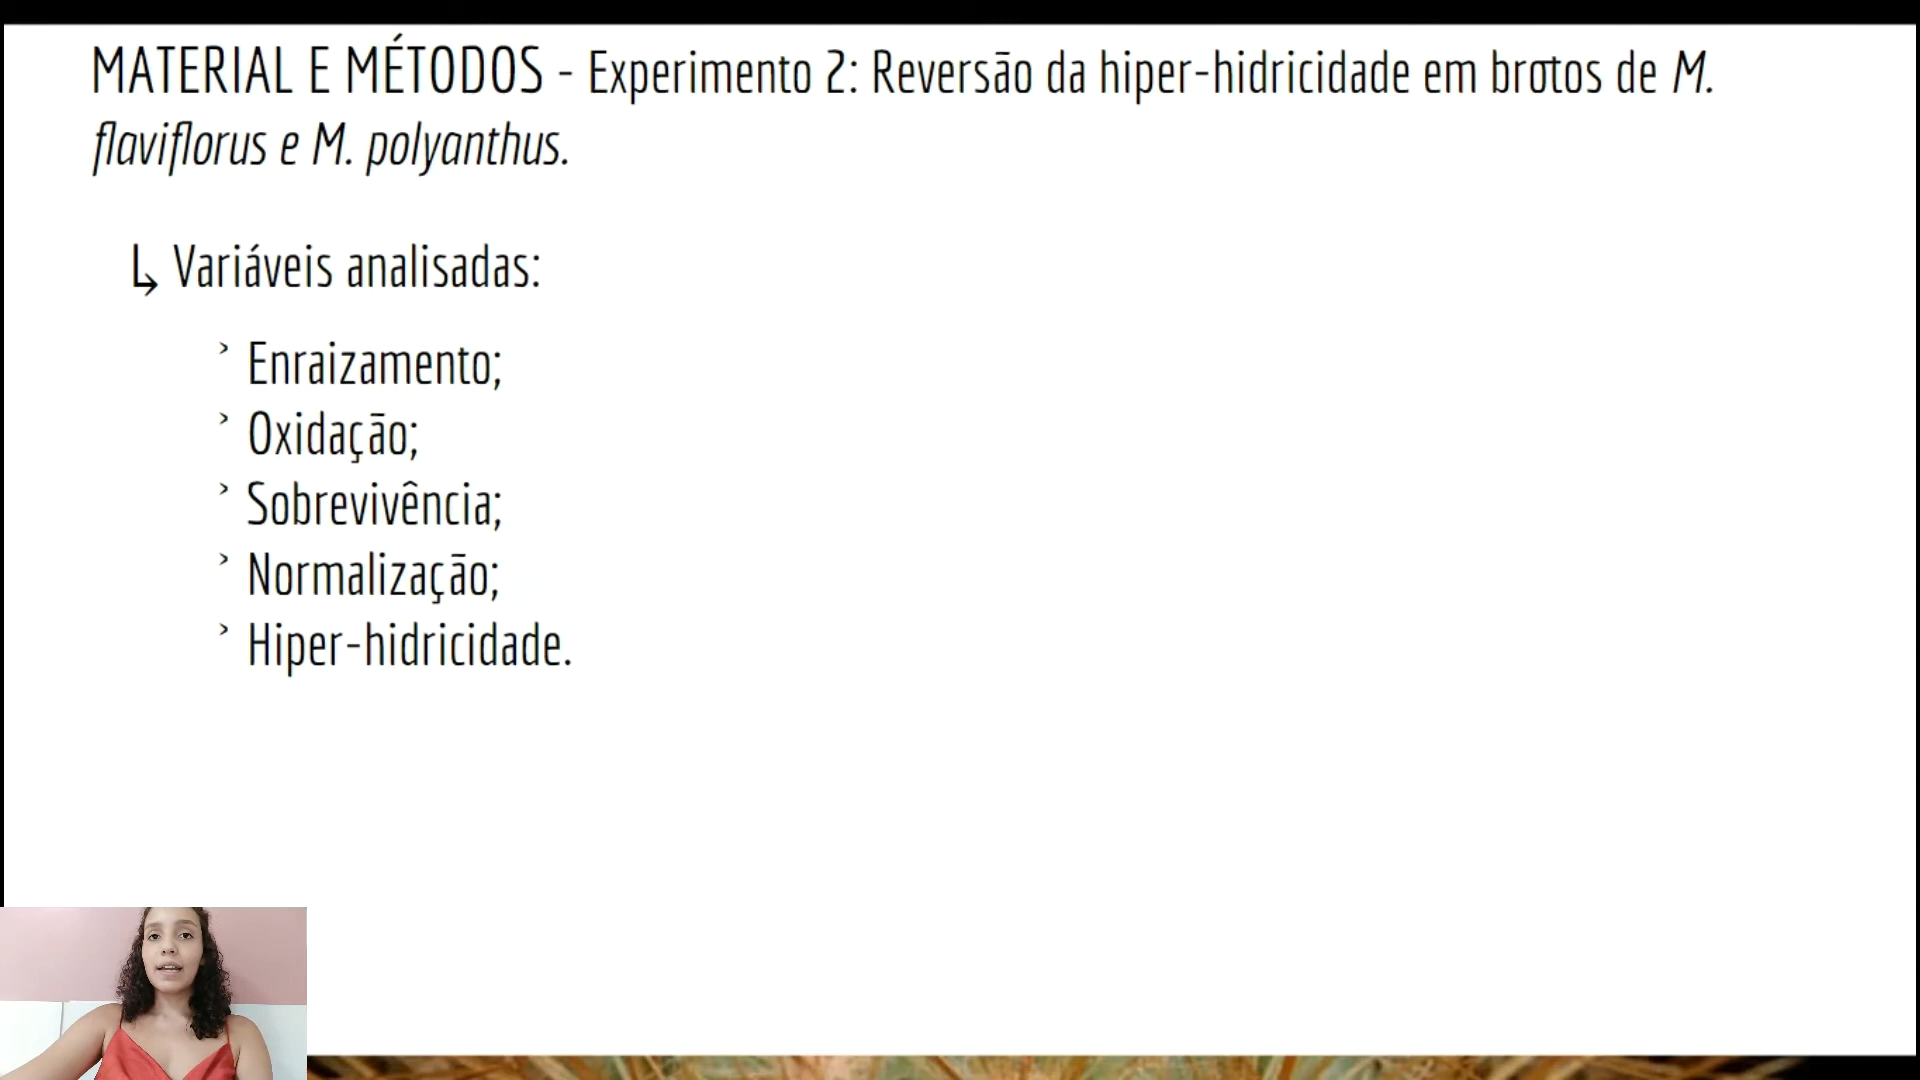 MATERIAL E MÉTODOS - Experimento 2: Reversão da hiper-hidricidade em brotos de M.
flaviflorus e M. polyanthus.
↳ Variáveis analisadas:
˃ Enraizamento;
˃ Oxidação;
˃ Sobrevivência;
˃ Normalização;
˃ Hiper-hidricidade.